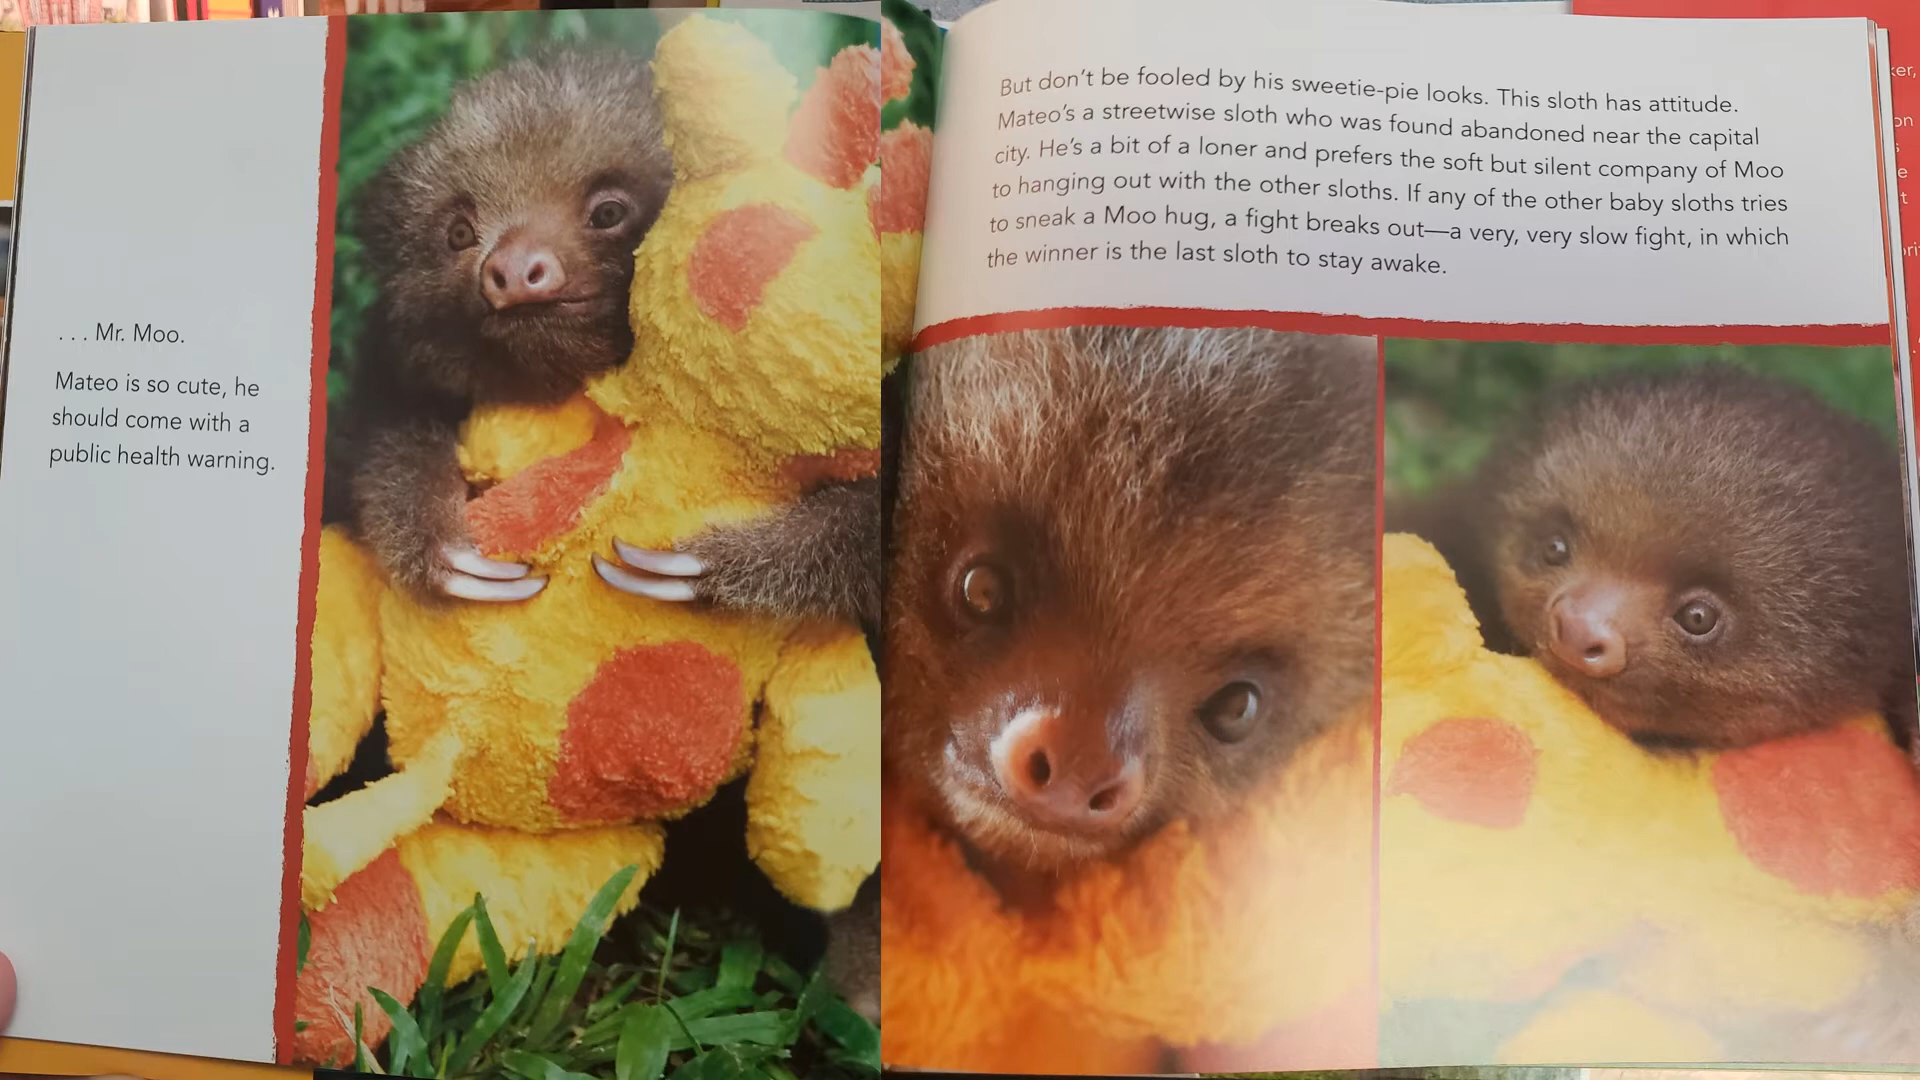 . . . Mr. Moo.
Mateo is so cute, he
should come with a
public health warning.
But don't be fooled by his sweetie-pie looks. This sloth has attitude.
Mateo's a streetwise sloth who was found abandoned near the capital
city. He's a bit of a loner and prefers the soft but silent company of Moo
to hanging out with the other sloths. If any of the other baby sloths tries
to sneak a Moo hug, a fight breaks out—a very, very slow fight, in which
the winner is the last sloth to stay awake.